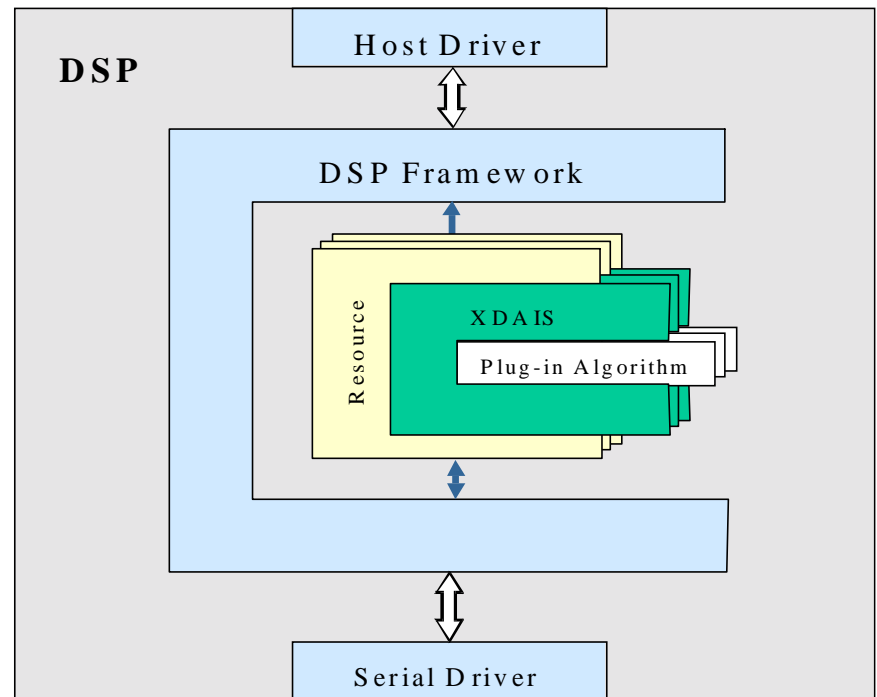 Host Driver
DSP
DSP Framework
XDAIS
Resource
Plug-in Algorithm
Serial Driver